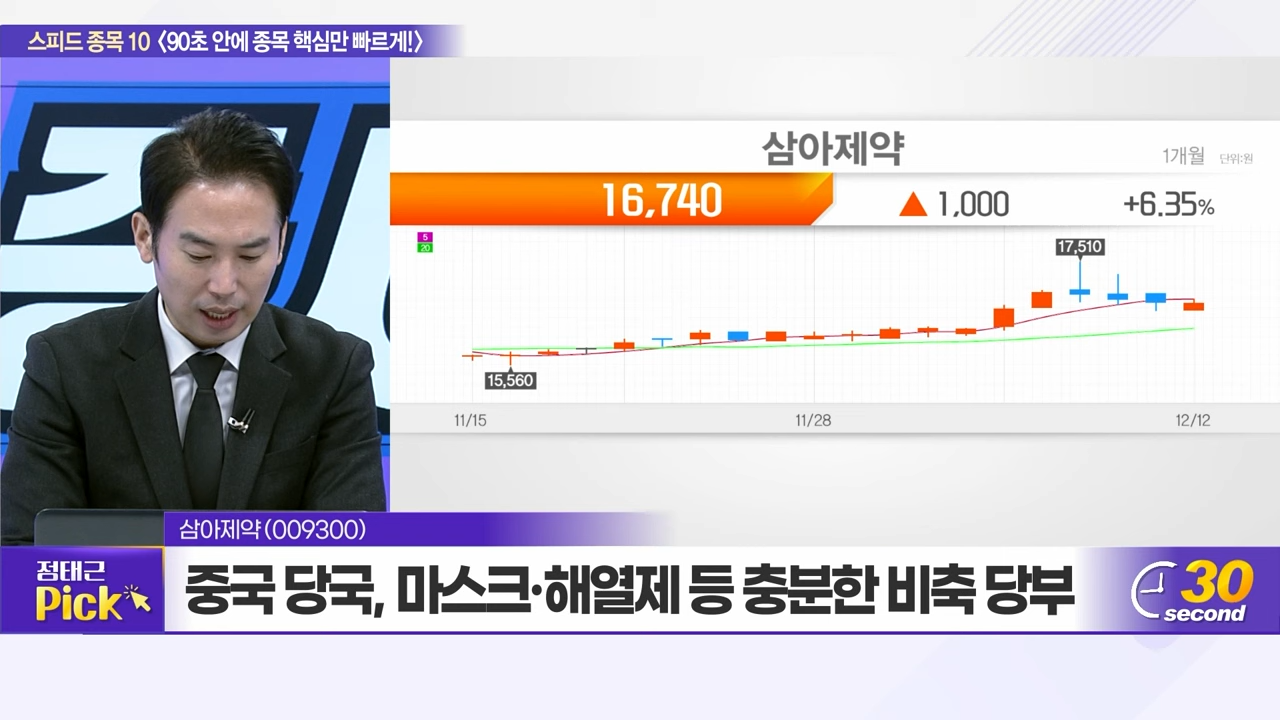 스피드 종목 10 〈90초 안에 종목 핵심만 빠르게!〉
삼아제약
1개월 단위:원
16,740 ▲ 1,000 +6.35%
5
20
17,510
15,560
11/15 11/28 12/12
삼아제약(009300)
정태근
Pick
중국 당국, 마스크·해열제 등 충분한 비축 당부
30
second